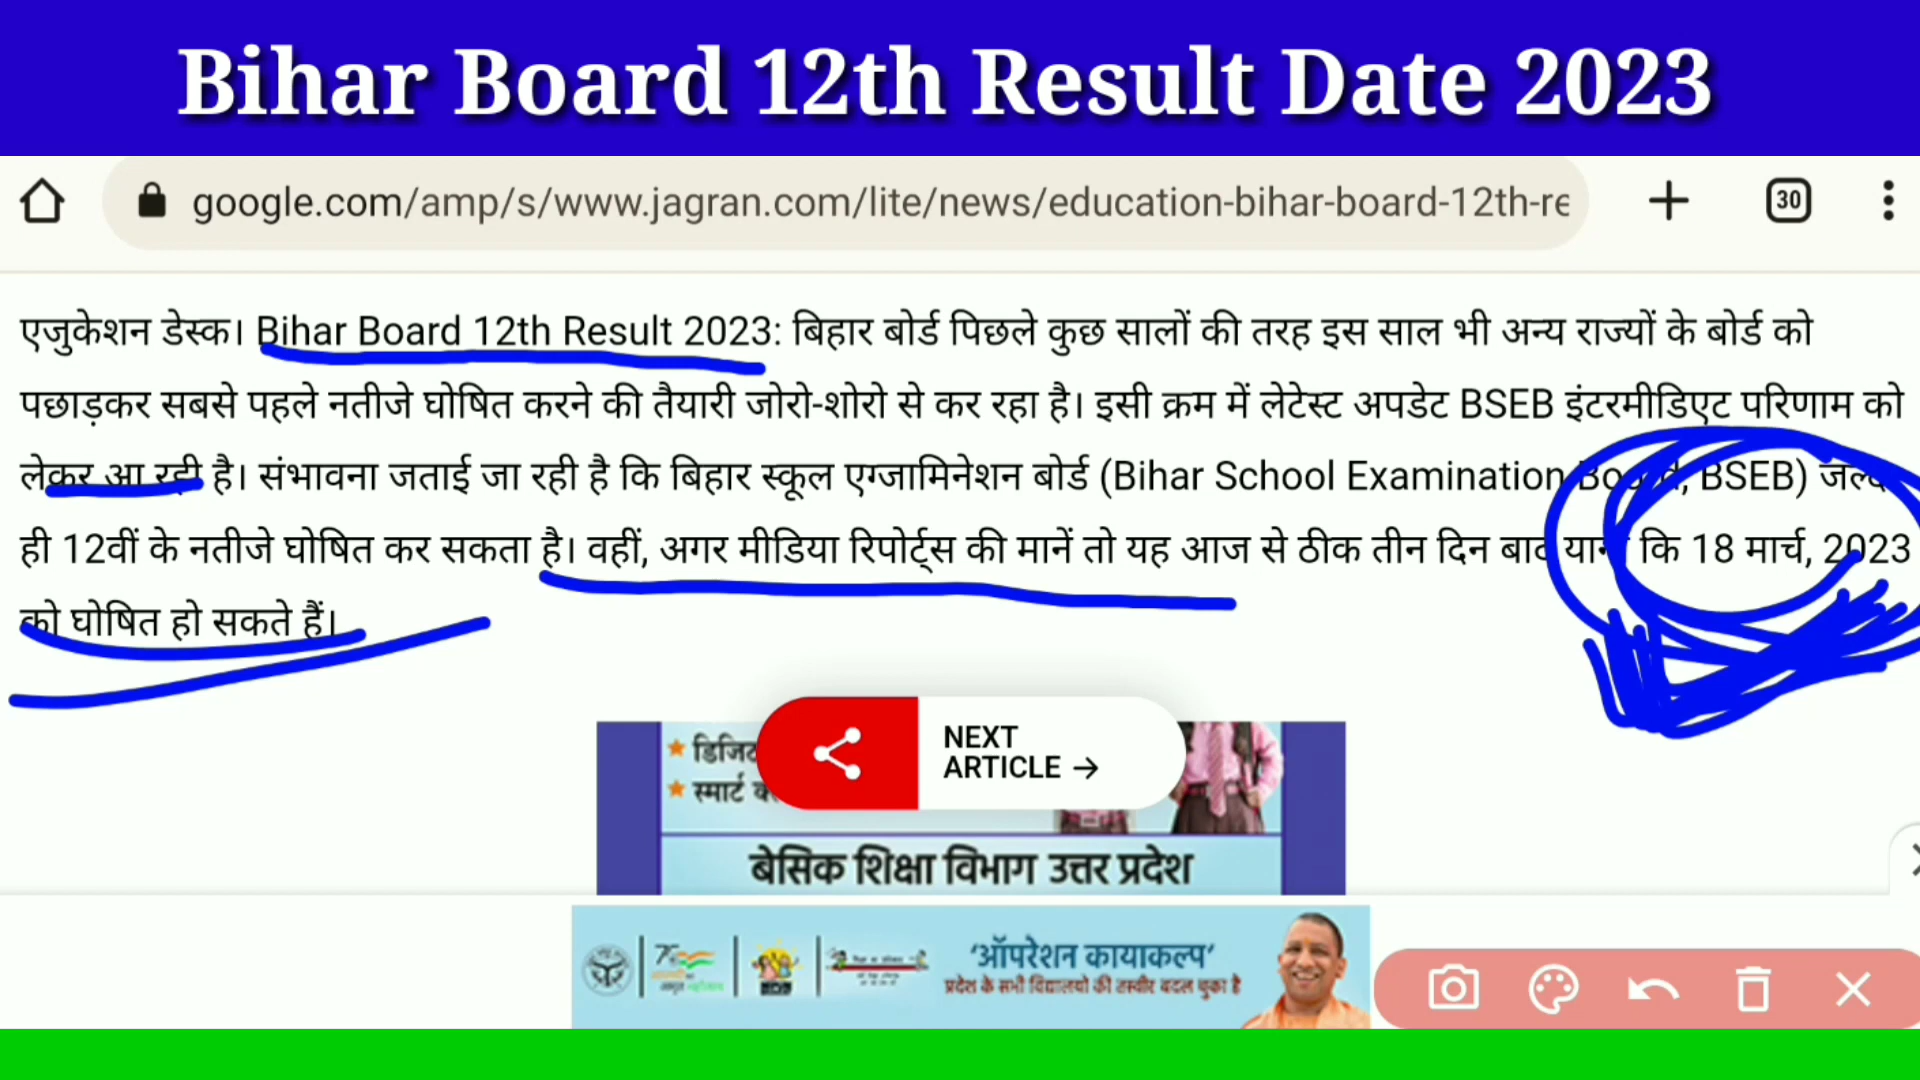 Bihar Board 12th Result Date 2023
google.com/amp/s/www.jagran.com/lite/news/education-bihar-board-12th-re
30
एजुकेशन डेस्क। Bihar Board 12th Result 2023: बिहार बोर्ड पिछले कुछ सालों की तरह इस साल भी अन्य राज्यों के बोर्ड को
पछाड़कर सबसे पहले नतीजे घोषित करने की तैयारी जोरो-शोरो से कर रहा है। इसी क्रम में लेटेस्ट अपडेट BSEB इंटरमीडिएट परिणाम को
लेकर आ रही है। संभावना जताई जा रही है कि बिहार स्कूल एग्जामिनेशन बोर्ड (Bihar School Examination Board, BSEB) जल्द
ही 12वीं के नतीजे घोषित कर सकता है। वहीं, अगर मीडिया रिपोर्ट्स की मानें तो यह आज से ठीक तीन दिन बाद यानी कि 18 मार्च, 2023
को घोषित हो सकते हैं।
NEXT
ARTICLE →
स्मार्ट
बेसिक शिक्षा विभाग उत्तर प्रदेश
'ऑपरेशन कायाकल्प'
प्रदेश के सभी विद्यालयों की तस्वीर बदल चुका है